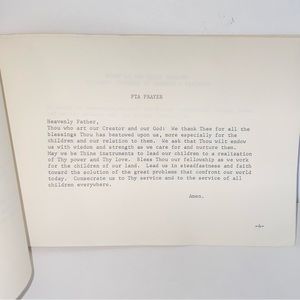 PTA PRAYER
Heavenly Father,
Thou who art our Creator and our God: We thank Thee for all the
blessings Thou has bestowed upon us, more especially for the
children and our relation to them. We ask that Thou wilt endow
us with wisdom and strength as we care for and nurture them.
May we be Thine instruments to lead our children to a realization
of Thy power and Thy love. Bless Thou our fellowship as we work
for the children of our land. Lead us in steadfastness and faith
toward the solution of the great problems that confront our world
today. Consecrate us to Thy service and to the service of all
children everywhere.
Amen.